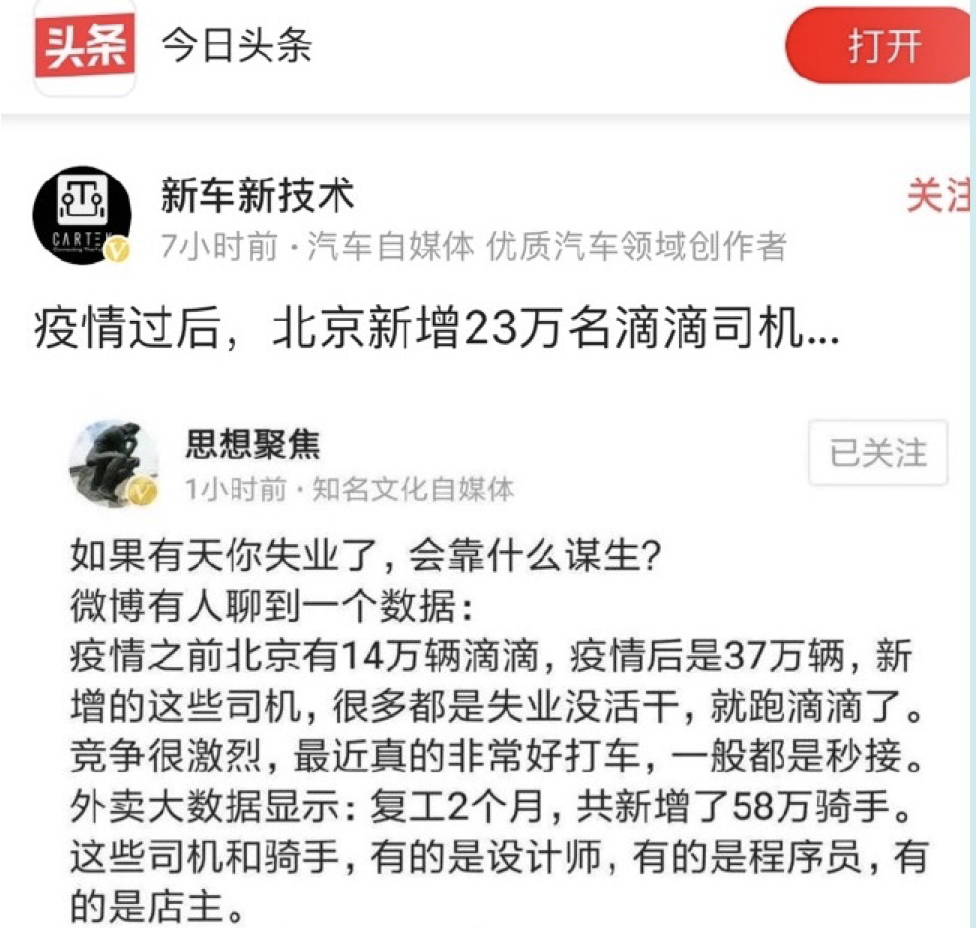 头条
今日头条
打开
新车新技术
关注
CARTEK
7小时前·汽车自媒体 优质汽车领域创作者
疫情过后，北京新增23万名滴滴司机...
思想聚焦
已关注
1小时前·知名文化自媒体
如果有天你失业了，会靠什么谋生?
微博有人聊到一个数据：
疫情之前北京有14万辆滴滴，疫情后是37万辆，新
增的这些司机，很多都是失业没活干，就跑滴滴了。
竞争很激烈，最近真的非常好打车，一般都是秒接。
外卖大数据显示：复工2个月，共新增了58万骑手。
这些司机和骑手，有的是设计师，有的是程序员，有
的是店主。